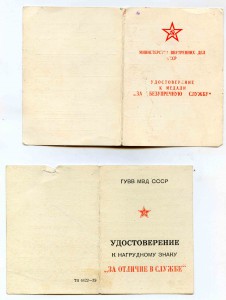 МИНИСТЕРСТВО ВНУТРЕННИХ ДЕЛ
СССР
УДОСТОВЕРЕНИЕ
К МЕДАЛИ
„ЗА БЕЗУПРЕЧНУЮ СЛУЖБУ"
ГУВВ МВД СССР
УДОСТОВЕРЕНИЕ
К НАГРУДНОМУ ЗНАКУ
"ЗА ОТЛИЧИЕ В СЛУЖБЕ"